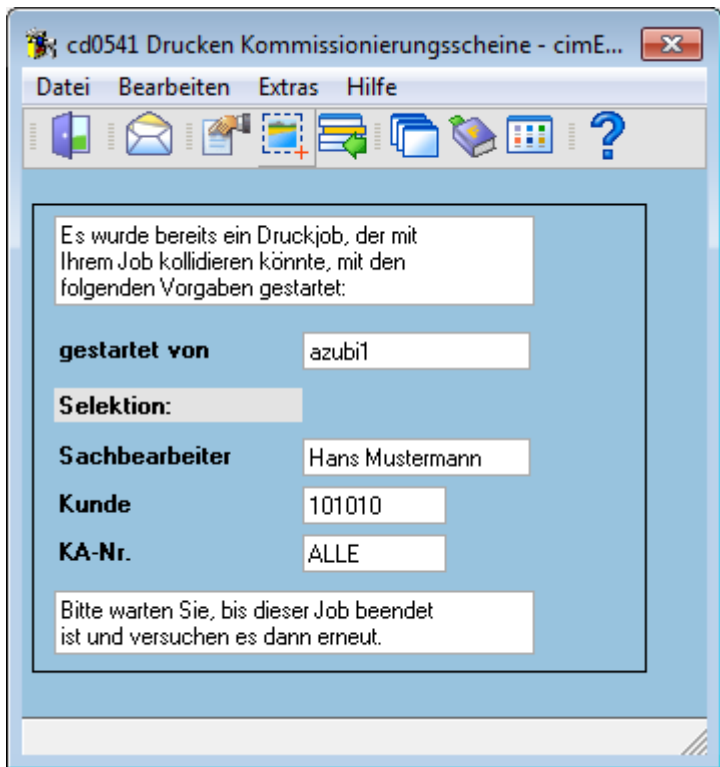 cd0541 Drucken Kommissionierungsscheine - cimE...
Datei Bearbeiten Extras Hilfe
Es wurde bereits ein Druckjob, der mit
Ihrem Job kollidieren könnte, mit den
folgenden Vorgaben gestartet:
gestartet von azubi1
Selektion:
Sachbearbeiter Hans Mustermann
Kunde 101010
KA-Nr. ALLE
Bitte warten Sie, bis dieser Job beendet
ist und versuchen es dann erneut.